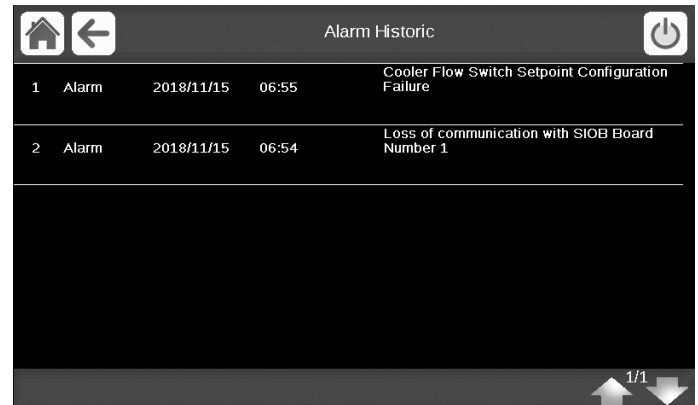 Alarm Historic
1 Alarm 2018/11/15 06:55 Cooler Flow Switch Setpoint Configuration
Failure
2 Alarm 2018/11/15 06:54 Loss of communication with SIOB Board
Number 1
1/1